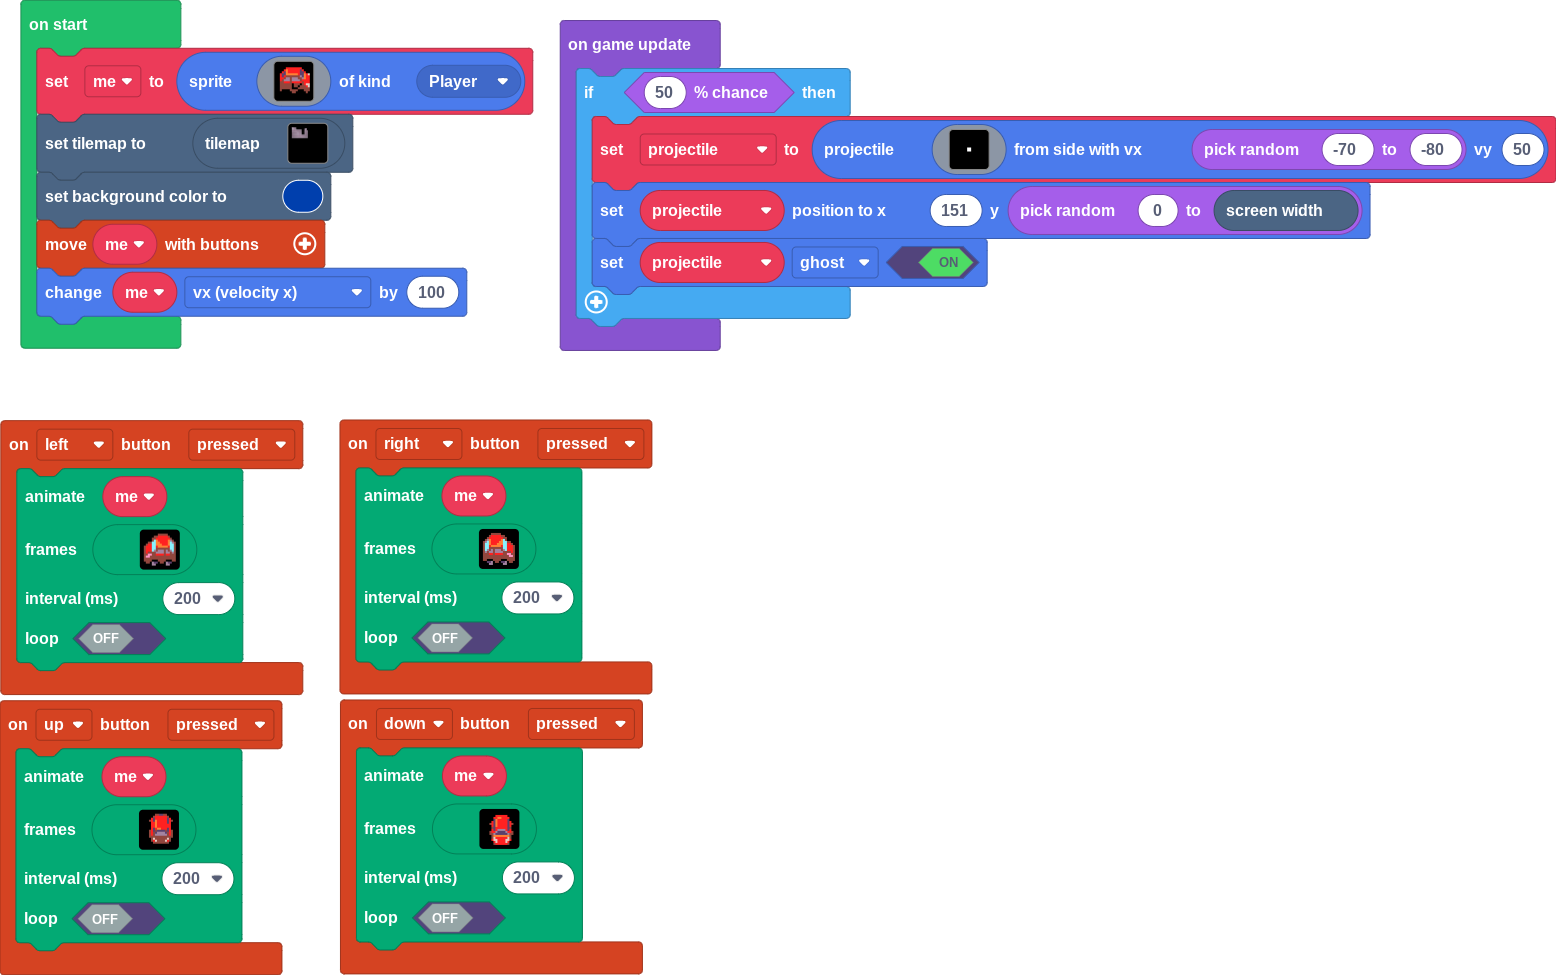 on start
set me to sprite of kind Player
set tilemap to tilemap
set background color to
move me with buttons
change me vx (velocity x) by 100
on game update
if 50 % chance then
set projectile to projectile from side with vx pick random -70 to -80 vy 50
set projectile position to x 151 y pick random 0 to screen width
set projectile ghost ON
on left button pressed
animate me
frames
interval (ms) 200
loop OFF
on right button pressed
animate me
frames
interval (ms) 200
loop OFF
on up button pressed
animate me
frames
interval (ms) 200
loop OFF
on down button pressed
animate me
frames
interval (ms) 200
loop OFF